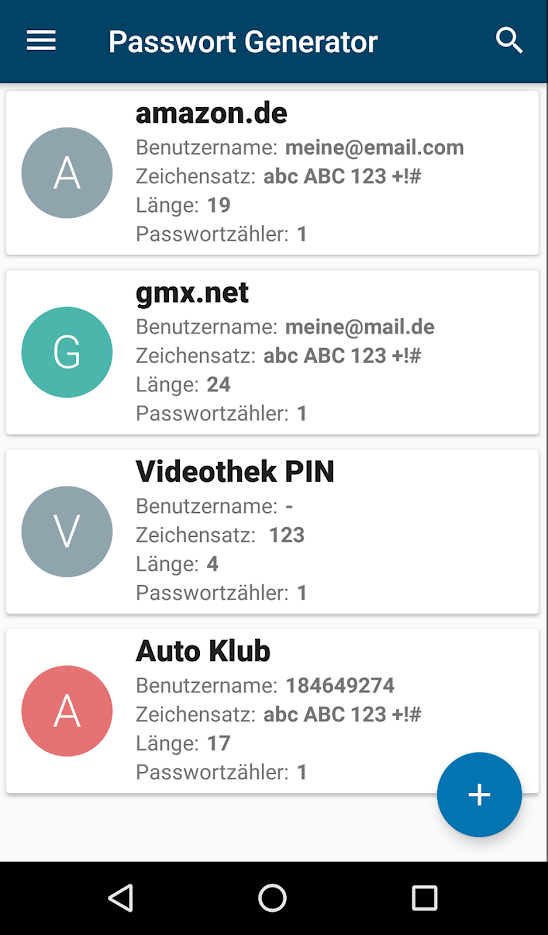 Passwort Generator
amazon.de
A
Benutzername: meine@email.com
Zeichensatz: abc ABC 123 +!#
Länge: 19
Passwortzähler: 1
gmx.net
G
Benutzername: meine@mail.de
Zeichensatz: abc ABC 123 +!#
Länge: 24
Passwortzähler: 1
Videothek PIN
V
Benutzername: -
Zeichensatz: 123
Länge: 4
Passwortzähler: 1
Auto Klub
A
Benutzername: 184649274
Zeichensatz: abc ABC 123 +!#
Länge: 17
Passwortzähler: 1
+